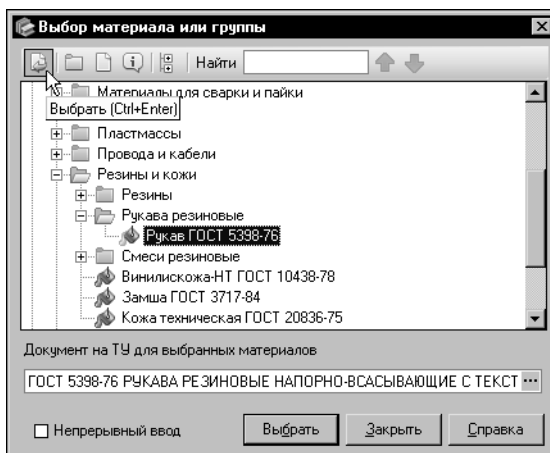 Выбор материала или группы
Найти
Материалы для сварки и пайки
Выбрать (Ctrl+Enter)
Пластмассы
Провода и кабели
Резины и кожи
Резины
Рукава резиновые
Рукав ГОСТ 5398-76
Смеси резиновые
Винилискожа-НТ ГОСТ 10438-78
Замша ГОСТ 3717-84
Кожа техническая ГОСТ 20836-75
Документ на ТУ для выбранных материалов
ГОСТ 5398-76 РУКАВА РЕЗИНОВЫЕ НАПОРНО-ВСАСЫВАЮЩИЕ С ТЕКСТ ...
Непрерывный ввод
Выбрать
Закрыть
Справка